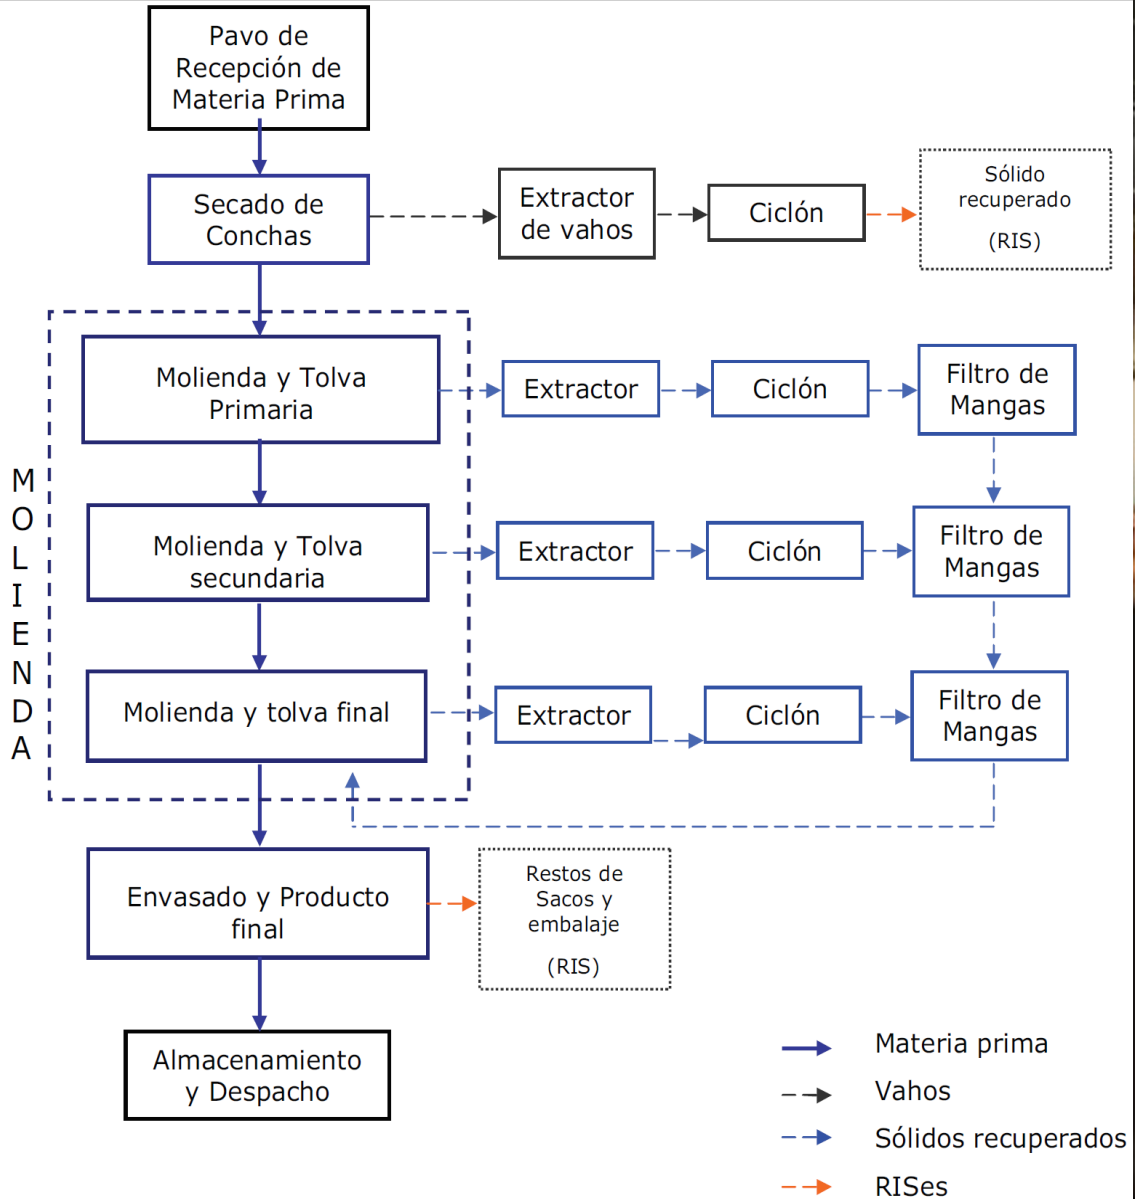 Pavo de
Recepción de
Materia Prima
Secado de
Conchas
Extractor
de vahos
Ciclón
Sólido
recuperado
(RIS)
Molienda y Tolva
Primaria
Extractor
Ciclón
Filtro de
Mangas
MOLIENDA
Molienda y Tolva
secundaria
Extractor
Ciclón
Filtro de
Mangas
Molienda y tolva final
Extractor
Ciclón
Filtro de
Mangas
Envasado y Producto
final
Restos de
Sacos y
embalaje
(RIS)
Almacenamiento
y Despacho
Materia prima
Vahos
Sólidos recuperados
RISes